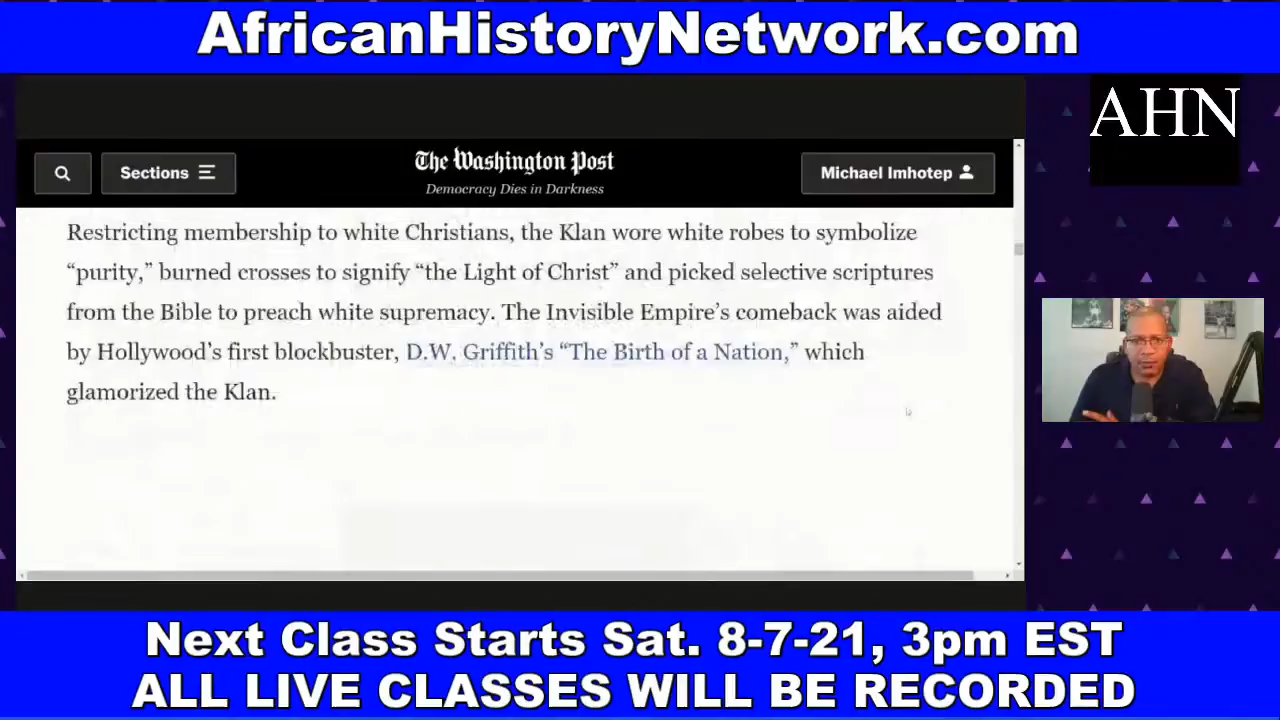 AfricanHistoryNetwork.com
AHN
Sections
The Washington Post
Democracy Dies in Darkness
Michael Imhotep
Restricting membership to white Christians, the Klan wore white robes to symbolize
“purity,” burned crosses to signify “the Light of Christ” and picked selective scriptures
from the Bible to preach white supremacy. The Invisible Empire’s comeback was aided
by Hollywood’s first blockbuster, D.W. Griffith’s “The Birth of a Nation,” which
glamorized the Klan.
Next Class Starts Sat. 8-7-21, 3pm EST
ALL LIVE CLASSES WILL BE RECORDED